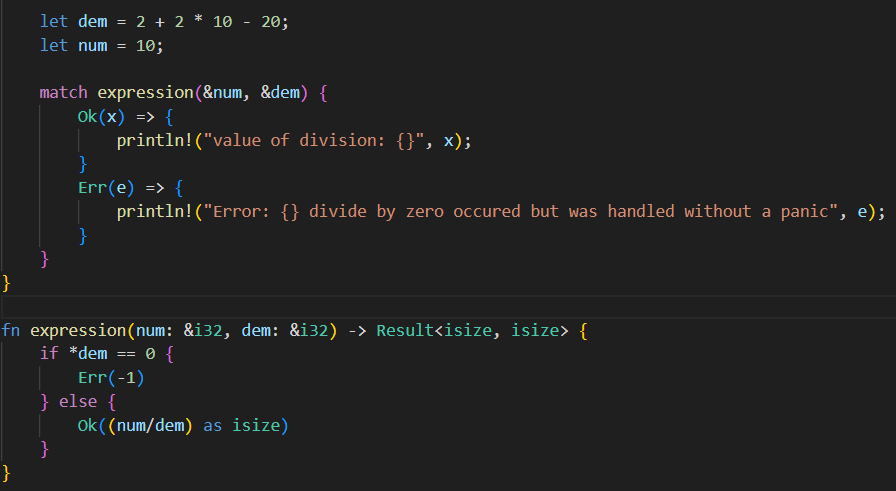 let dem = 2 + 2 * 10 - 20;
let num = 10;
match expression(&num, &dem) {
Ok(x) => {
println!("value of division: {}", x);
}
Err(e) => {
println!("Error: {} divide by zero occured but was handled without a panic", e);
}
}
}
fn expression(num: &i32, dem: &i32) -> Result<isize, isize> {
if *dem == 0 {
Err(-1)
} else {
Ok((num/dem) as isize)
}
}